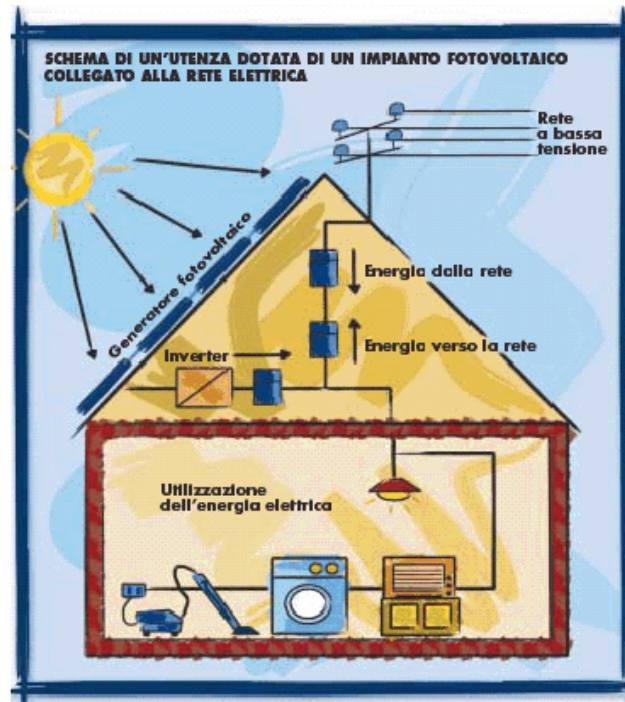 SCHEMA DI UN'UTENZA DOTATA DI UN IMPIANTO FOTOVOLTAICO
COLLEGATO ALLA RETE ELETTRICA
Rete
a bassa
tensione
Generatore fotovoltaico
Energia dalla rete
Energia verso la rete
Inverter
Utilizzazione
dell'energia elettrica